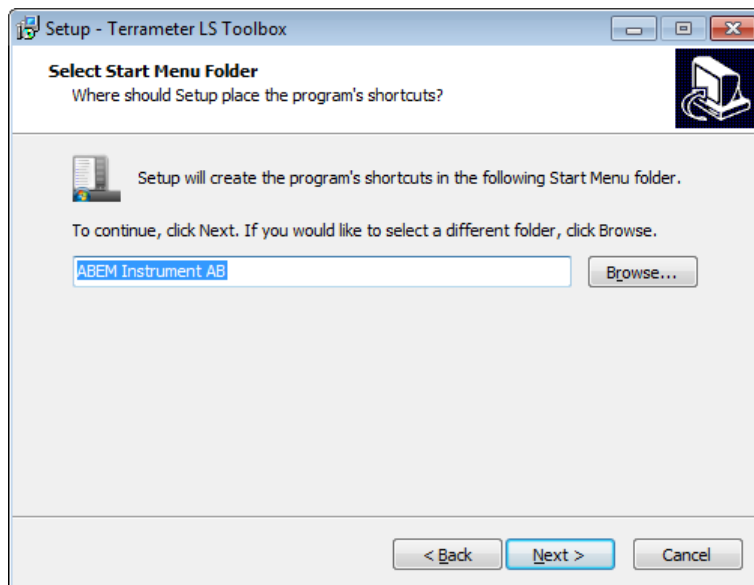 Setup - Terrameter LS Toolbox
Select Start Menu Folder
Where should Setup place the program's shortcuts?
Setup will create the program's shortcuts in the following Start Menu folder.
To continue, click Next. If you would like to select a different folder, click Browse.
ABEM Instrument AB
Browse...
< Back
Next >
Cancel